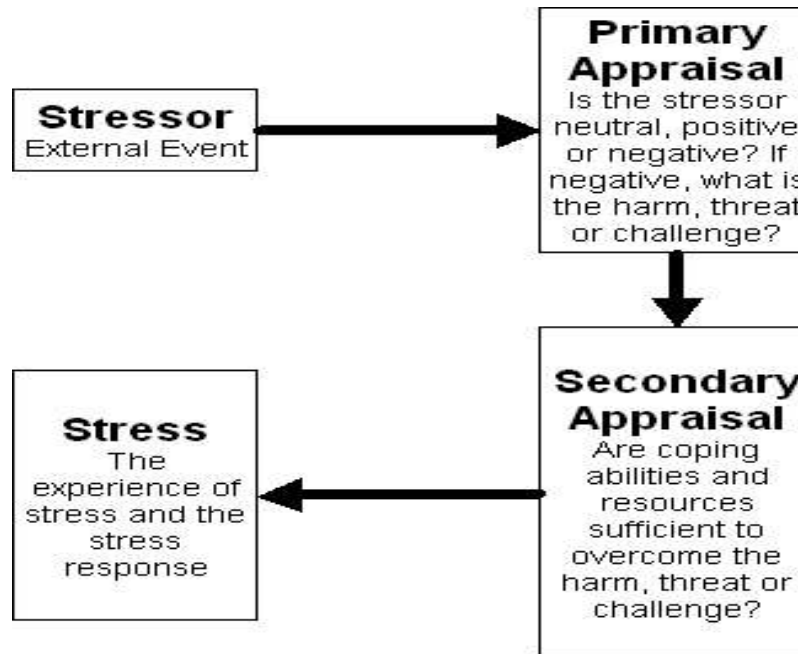 Stressor
External Event
Primary
Appraisal
Is the stressor
neutral, positive
or negative? If
negative, what is
the harm, threat
or challenge?
Secondary
Appraisal
Are coping
abilities and
resources
sufficient to
overcome the
harm, threat or
challenge?
Stress
The
experience of
stress and the
stress
response